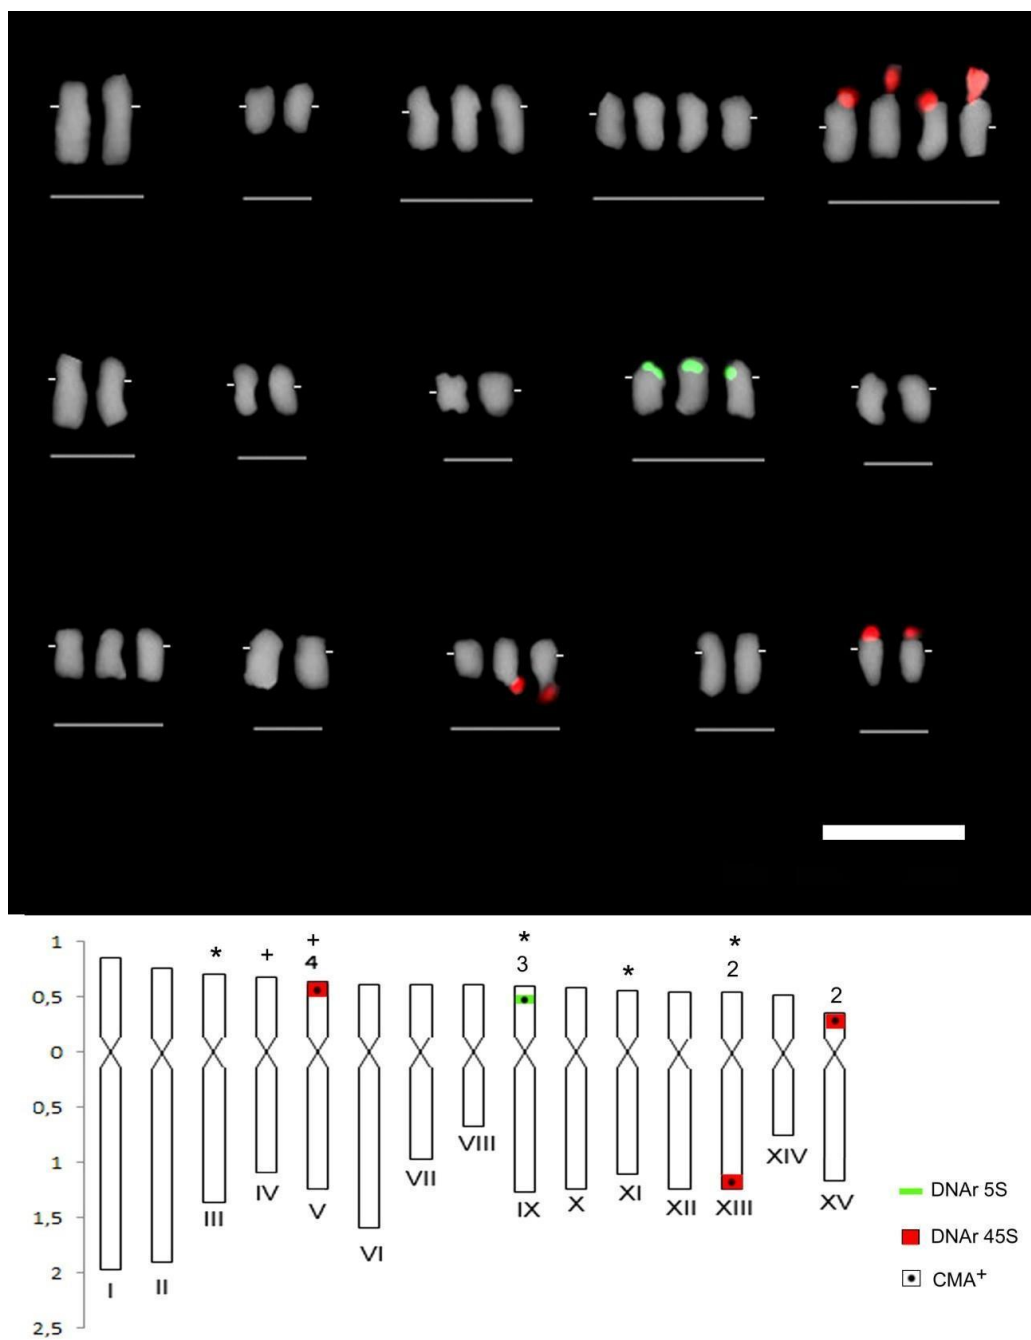 1
0,5
0
0,5
1
1,5
2
2,5
*
+
+
4
*
3
*
*
2
2
I
II
III
IV
V
VI
VII
VIII
IX
X
XI
XII
XIII
XIV
XV
DNAr 5S
DNAr 45S
CMA+